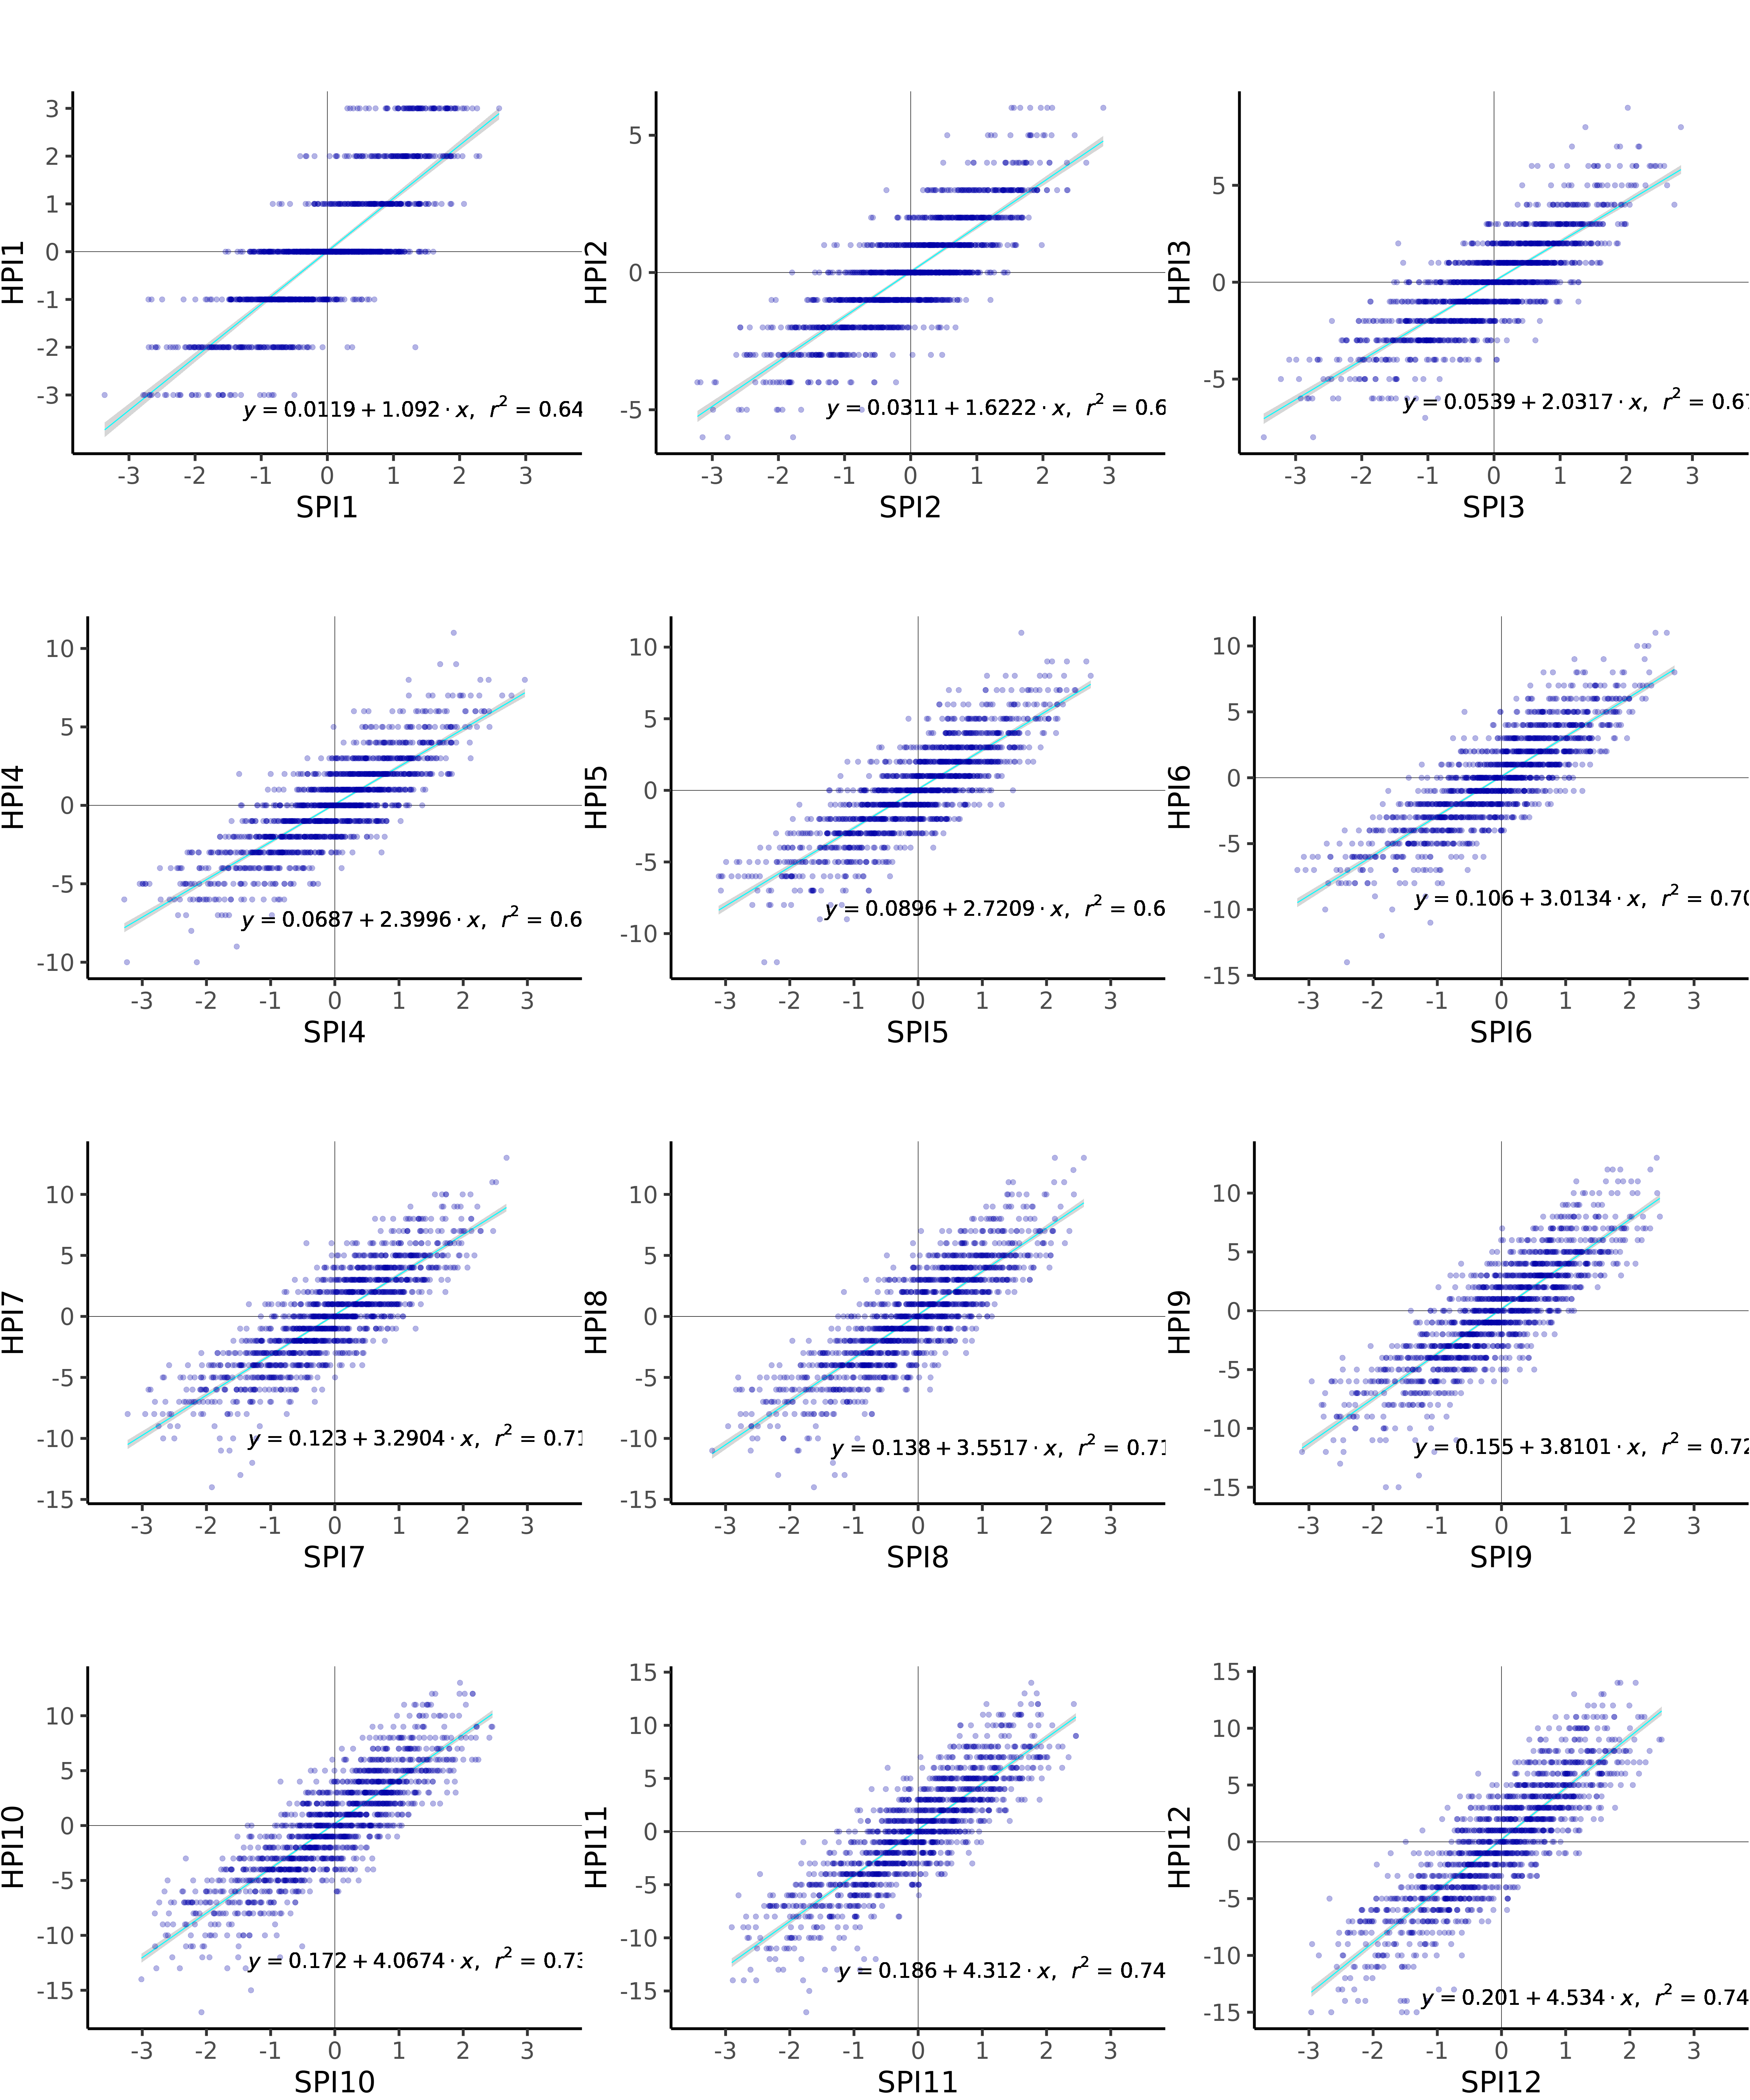 3
2
1
0
-1
-2
-3
HPI1
y = 0.0119 + 1.092 · x, r² = 0.64
-3 -2 -1 0 1 2 3
SPI1
5
0
-5
HPI2
y = 0.0311 + 1.6222 · x, r² = 0.6
-3 -2 -1 0 1 2 3
SPI2
5
0
-5
HPI3
y = 0.0539 + 2.0317 · x, r² = 0.67
-3 -2 -1 0 1 2 3
SPI3
10
5
0
-5
-10
HPI4
y = 0.0687 + 2.3996 · x, r² = 0.6
-3 -2 -1 0 1 2 3
SPI4
10
5
0
-5
-10
HPI5
y = 0.0896 + 2.7209 · x, r² = 0.6
-3 -2 -1 0 1 2 3
SPI5
10
5
0
-5
-10
-15
HPI6
y = 0.106 + 3.0134 · x, r² = 0.70
-3 -2 -1 0 1 2 3
SPI6
10
5
0
-5
-10
-15
HPI7
y = 0.123 + 3.2904 · x, r² = 0.71
-3 -2 -1 0 1 2 3
SPI7
10
5
0
-5
-10
-15
HPI8
y = 0.138 + 3.5517 · x, r² = 0.71
-3 -2 -1 0 1 2 3
SPI8
10
5
0
-5
-10
-15
HPI9
y = 0.155 + 3.8101 · x, r² = 0.72
-3 -2 -1 0 1 2 3
SPI9
10
5
0
-5
-10
-15
HPI10
y = 0.172 + 4.0674 · x, r² = 0.73
-3 -2 -1 0 1 2 3
SPI10
15
10
5
0
-5
-10
-15
HPI11
y = 0.186 + 4.312 · x, r² = 0.74
-3 -2 -1 0 1 2 3
SPI11
15
10
5
0
-5
-10
-15
HPI12
y = 0.201 + 4.534 · x, r² = 0.74
-3 -2 -1 0 1 2 3
SPI12